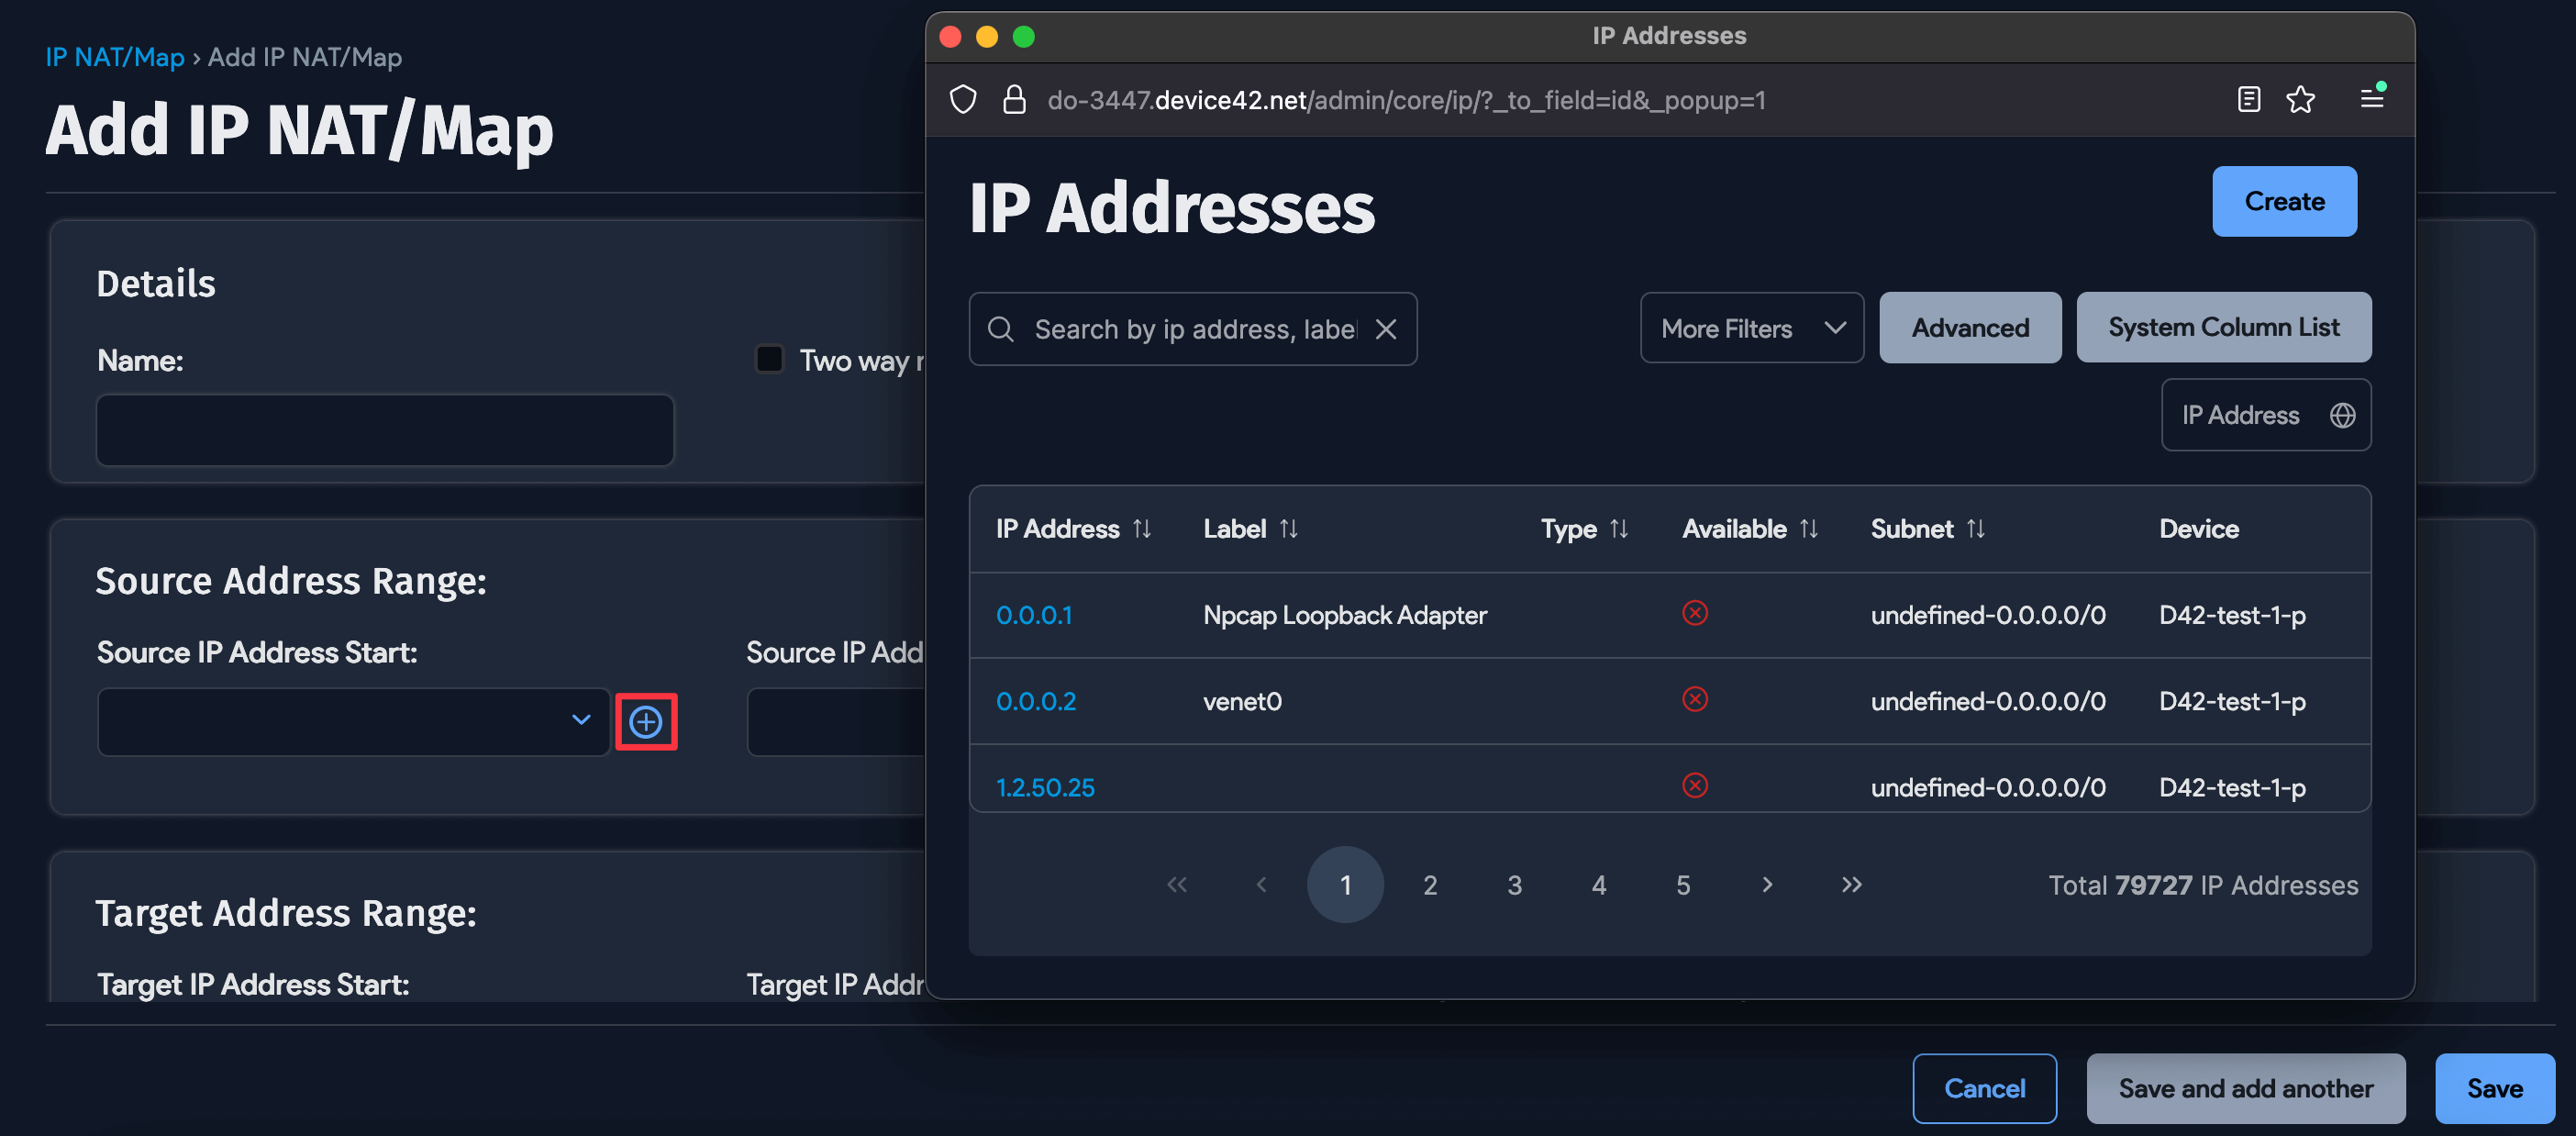 IP NAT/Map › Add IP NAT/Map
Add IP NAT/Map
Details
Name:
Two way
Source Address Range:
Source IP Address Start:
Source IP Add
Target Address Range:
Target IP Address Start:
Target IP Addr
IP Addresses
do-3447.device42.net/admin/core/ip/?_to_field=id&_popup=1
IP Addresses
Create
Search by ip address, label
More Filters
Advanced
System Column List
IP Address
IP Address Label Type Available Subnet Device
0.0.0.1 Npcap Loopback Adapter undefined-0.0.0.0/0 D42-test-1-p
0.0.0.2 venet0 undefined-0.0.0.0/0 D42-test-1-p
1.2.50.25 undefined-0.0.0.0/0 D42-test-1-p
« ‹ 1 2 3 4 5 › » Total 79727 IP Addresses
Cancel
Save and add another
Save